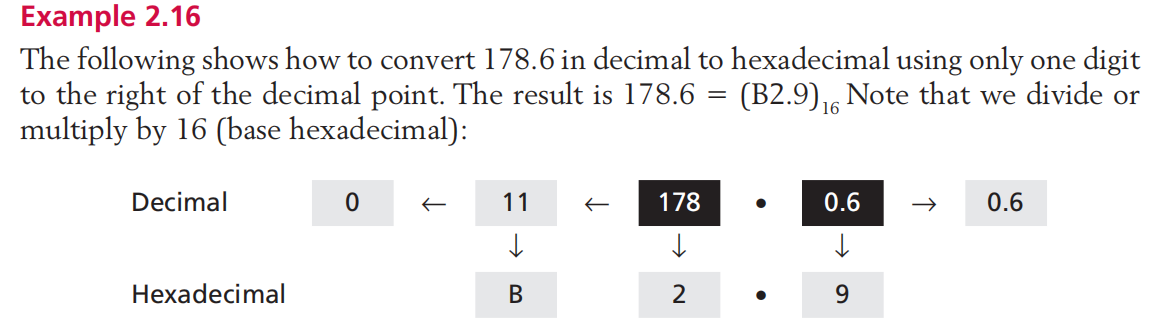 Example 2.16
The following shows how to convert 178.6 in decimal to hexadecimal using only one digit
to the right of the decimal point. The result is 178.6 = (B2.9)₁₆ Note that we divide or
multiply by 16 (base hexadecimal):
Decimal 0 ← 11 ← 178 • 0.6 → 0.6
↓ ↓ ↓
Hexadecimal B 2 • 9